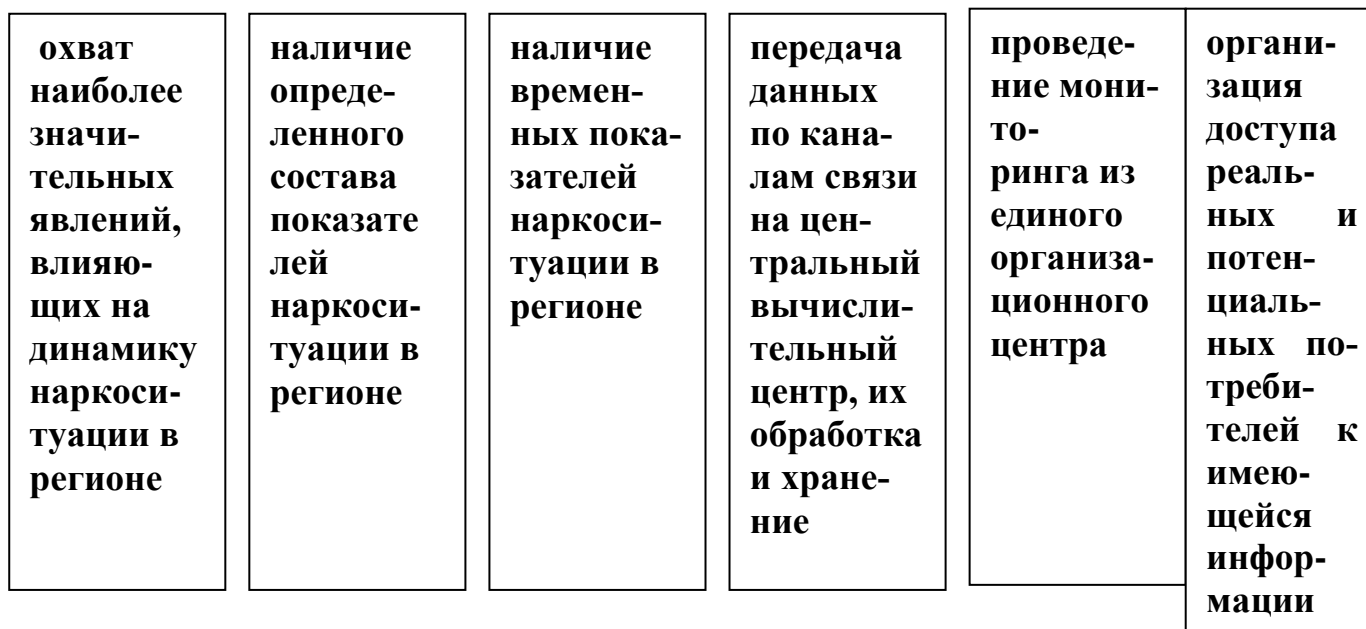 охват
наиболее
значи-
тельных
явлений,
влияю-
щих на
динамику
наркоси-
туации в
регионе
наличие
опреде-
ленного
состава
показате
лей
наркоси-
туации в
регионе
наличие
времен-
ных пока-
зателей
наркоси-
туации в
регионе
передача
данных
по кана-
лам связи
на цен-
тральный
вычисли-
тельный
центр, их
обработка
и хране-
ние
проведе-
ние мони-
то-
ринга из
единого
организа-
ционного
центра
органи-
зация
доступа
реаль-
ных и
потен-
циаль-
ных по-
треби-
телей к
имею-
щейся
инфор-
мации